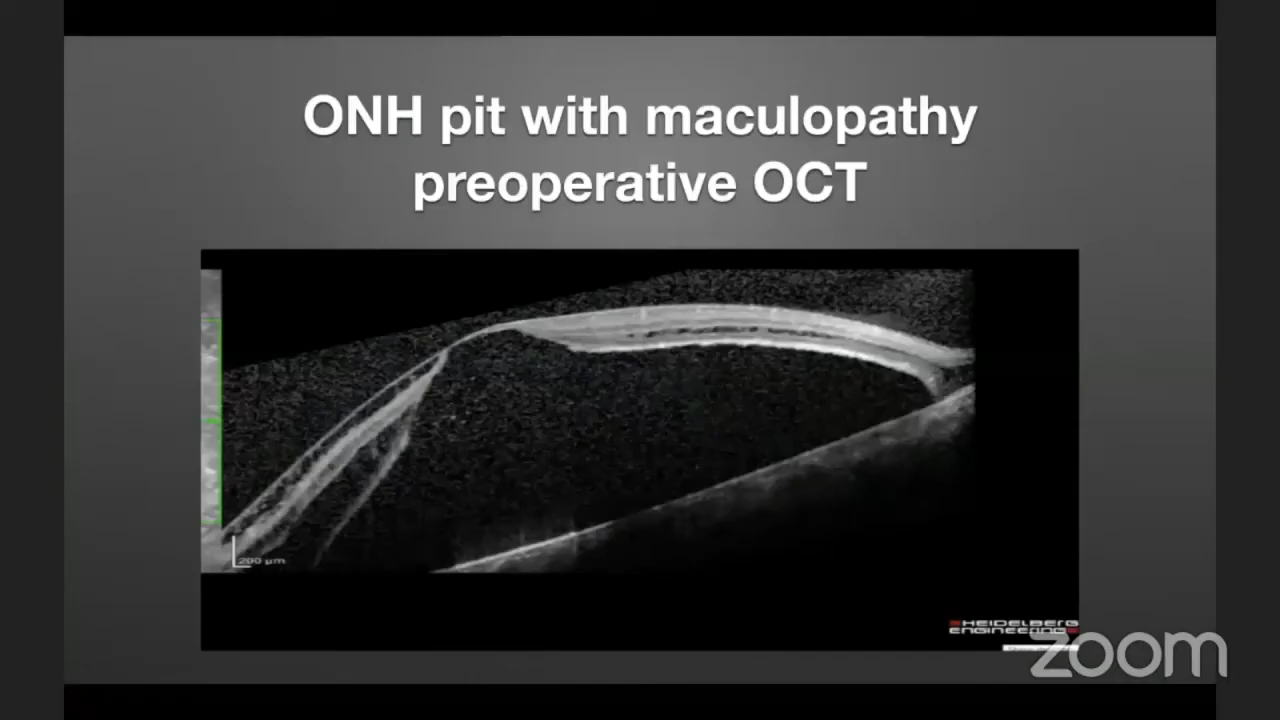 ONH pit with maculopathy
preoperative OCT
200 µm
HEIDELBERG
ENGINEERING
zoom